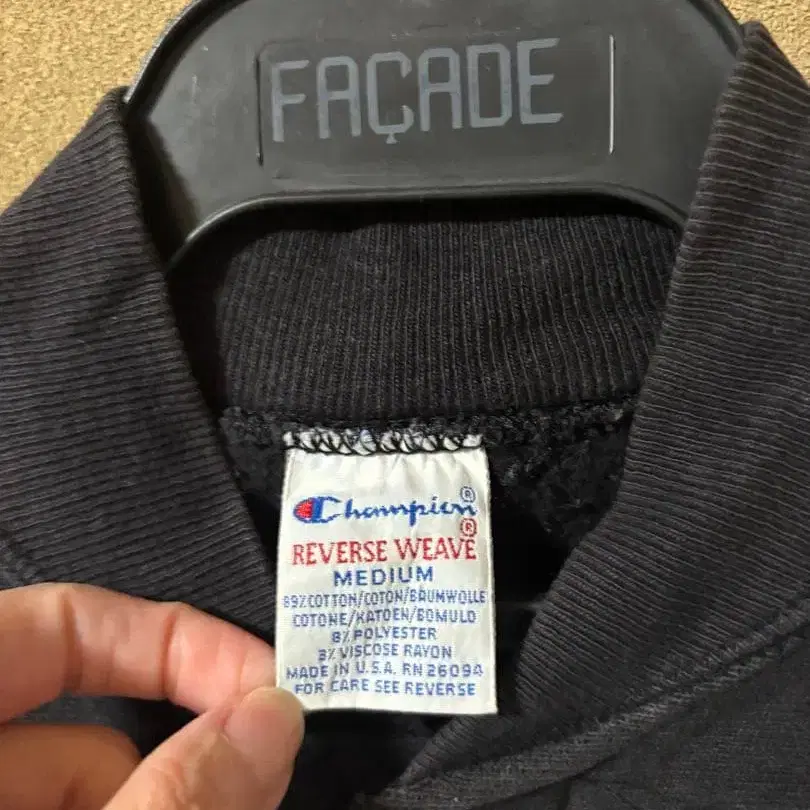 FAÇADE
Champion®
REVERSE WEAVE®
MEDIUM
89% COTTON/COTON/BAUMWOLLE
COTONE/KATOEN/BOMULD
8% POLYESTER
3% VISCOSE RAYON
MADE IN U.S.A. RN 26094
FOR CARE SEE REVERSE